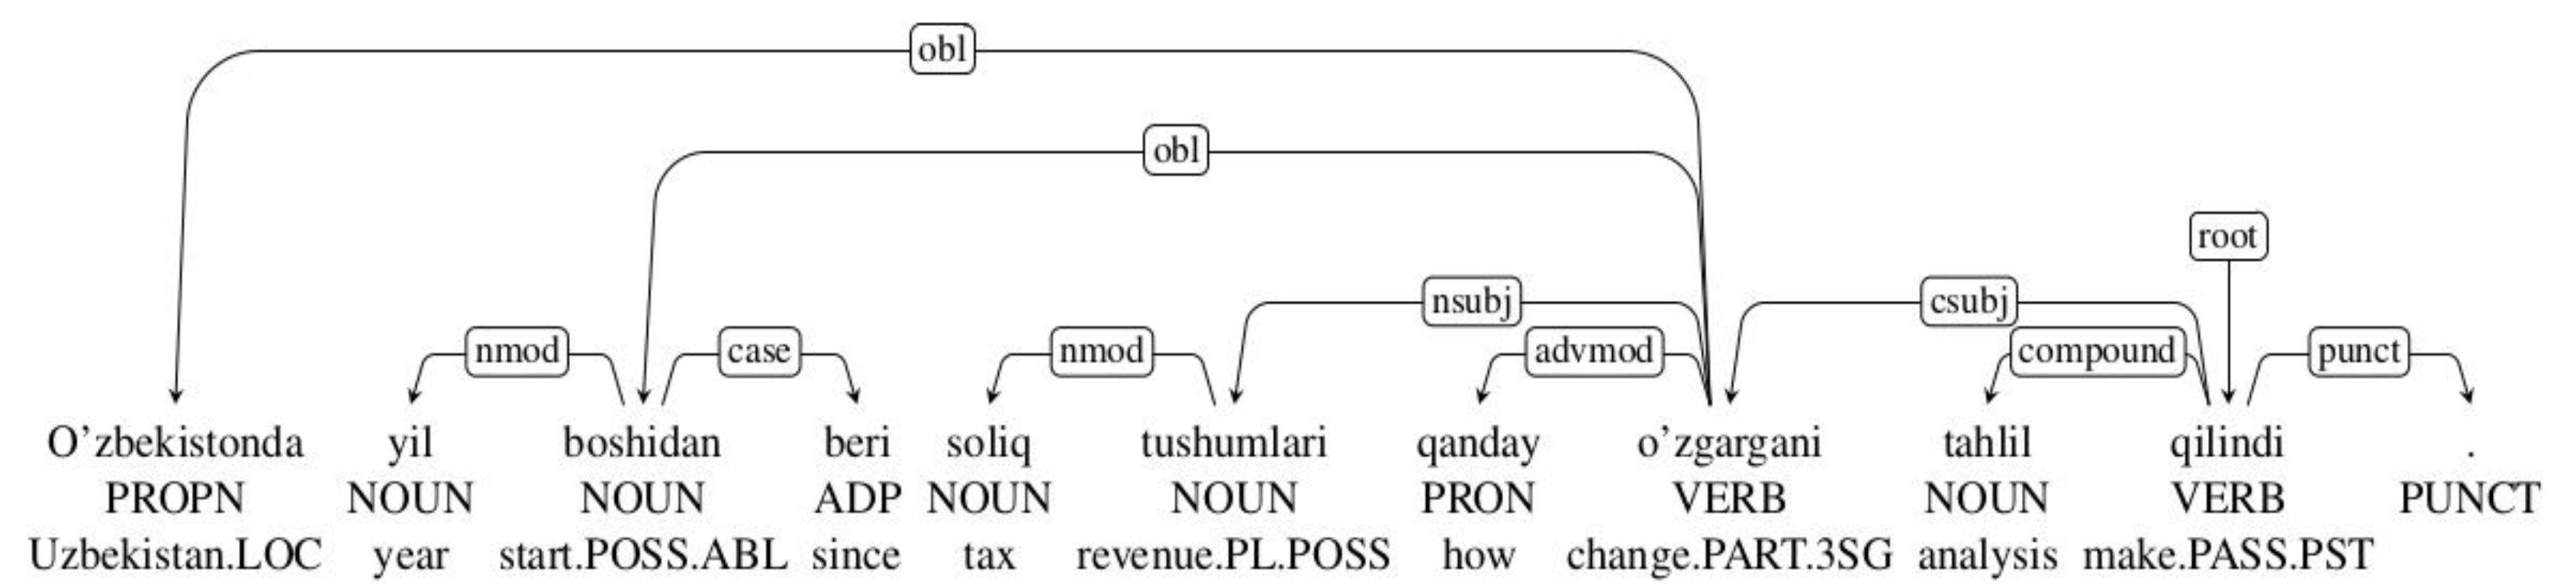 obl
obl
root
nsubj csubj
nmod case nmod advmod compound punct
O’zbekistonda yil boshidan beri soliq tushumlari qanday o’zgargani tahlil qilindi .
PROPN NOUN NOUN ADP NOUN NOUN PRON VERB NOUN VERB PUNCT
Uzbekistan.LOC year start.POSS.ABL since tax revenue.PL.POSS how change.PART.3SG analysis make.PASS.PST